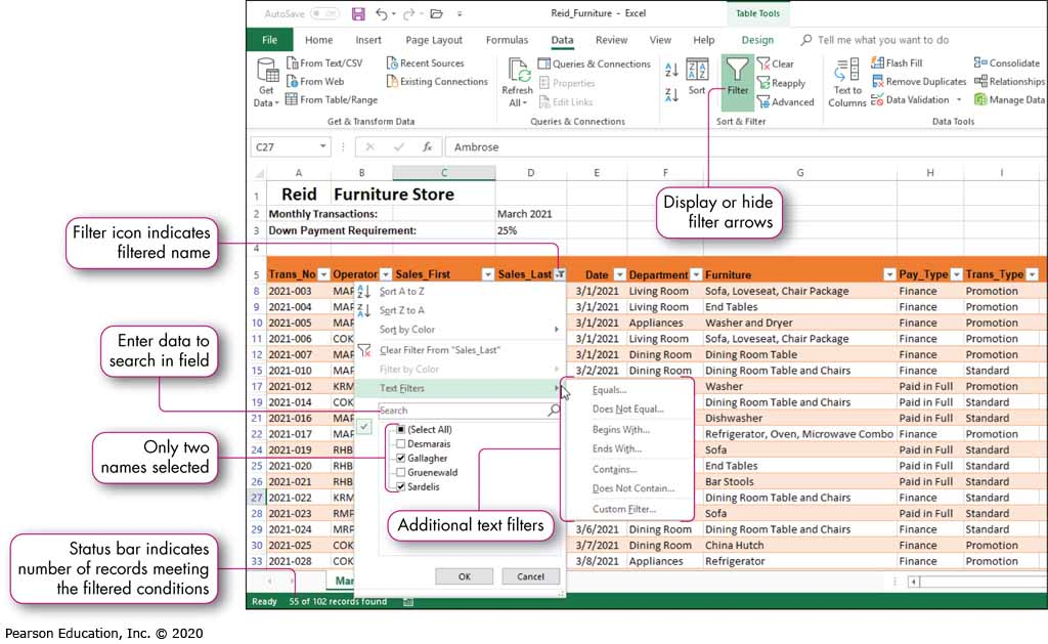 AutoSave Off
Reid_Furniture - Excel
Table Tools
File Home Insert Page Layout Formulas Data Review View Help Design Tell me what you want to do
From Text/CSV Recent Sources Queries & Connections Clear Flash Fill Consolidate
From Web Existing Connections Properties Reapply Remove Duplicates Relationships
Get Data From Table/Range Refresh All Edit Links Sort Filter Advanced Text to Columns Data Validation Manage Data
Get & Transform Data Queries & Connections Sort & Filter Data Tools
C27 fx Ambrose
A B C D E F G H I
1 Reid Furniture Store
2 Monthly Transactions: March 2021
3 Down Payment Requirement: 25%
4
5 Trans_No Operator Sales_First Sales_Last Date Department Furniture Pay_Type Trans_Type
8 2021-003 MAP 3/1/2021 Living Room Sofa, Loveseat, Chair Package Finance Promotion
9 2021-004 MAP 3/1/2021 Living Room End Tables Finance Promotion
10 2021-005 MAP 3/1/2021 Appliances Washer and Dryer Finance Promotion
11 2021-006 COK 3/1/2021 Living Room Sofa, Loveseat, Chair Package Finance Promotion
12 2021-007 MAP 3/1/2021 Dining Room Dining Room Table Finance Promotion
15 2021-010 COK 3/2/2021 Dining Room Dining Room Table and Chairs Finance Standard
17 2021-012 KRM Washer Paid in Full Promotion
19 2021-014 COK Dining Room Table and Chairs Finance Standard
21 2021-016 MAP Dishwasher Paid in Full Standard
22 2021-017 MAP Refrigerator, Oven, Microwave Combo Paid in Full Promotion
24 2021-019 RHB Sofa Paid in Full Standard
25 2021-020 RHB End Tables Paid in Full Standard
26 2021-021 RHB Bar Stools Paid in Full Standard
27 2021-022 KRM Dining Room Table and Chairs Finance Standard
28 2021-023 RMP Sofa Paid in Full Standard
29 2021-024 MRP 3/6/2021 Dining Room Dining Room Table and Chairs Finance Standard
30 2021-025 COK 3/7/2021 Dining Room China Hutch Finance Promotion
33 2021-028 COK 3/8/2021 Appliances Refrigerator Finance Promotion
Sort A to Z
Sort Z to A
Sort by Color
Clear Filter From "Sales_Last"
Filter by Color
Text Filters
Search
(Select All)
Desmarais
Gallagher
Gruenewald
Sardelis
OK Cancel
Equals...
Does Not Equal...
Begins With...
Ends With...
Contains...
Does Not Contain...
Custom Filter...
Mar
Ready 55 of 102 records found
Display or hide
filter arrows
Filter icon indicates
filtered name
Enter data to
search in field
Only two
names selected
Additional text filters
Status bar indicates
number of records meeting
the filtered conditions
Pearson Education, Inc. © 2020